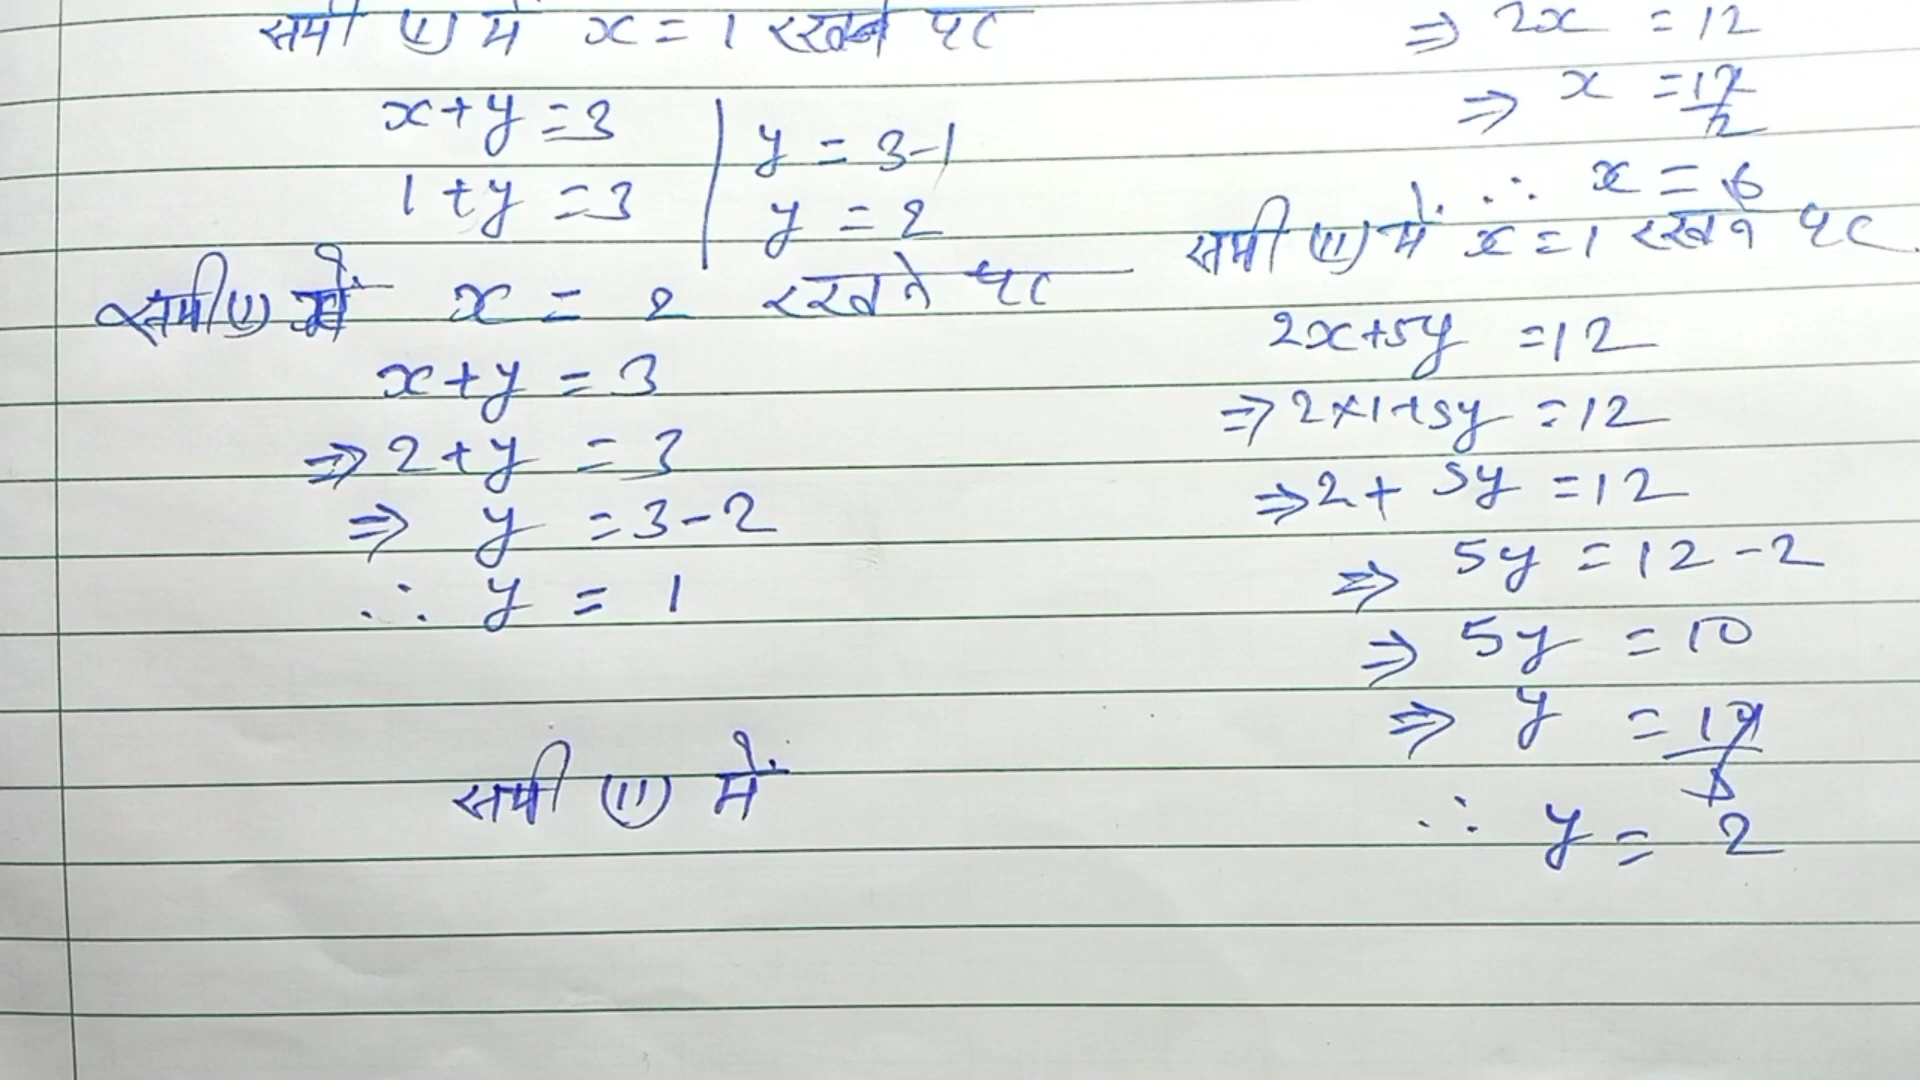 समी (i) में x = 1 रखने पर
x + y = 3
1 + y = 3
y = 3 - 1
y = 2
समी (i) में x = 2 रखने पर
x + y = 3
⇒ 2 + y = 3
⇒ y = 3 - 2
∴ y = 1
समी (ii) में
⇒ 2x = 12
⇒ x = 12/2
∴ x = 6
समी (ii) में x = 1 रखने पर
2x + 5y = 12
⇒ 2×1 + 5y = 12
⇒ 2 + 5y = 12
⇒ 5y = 12 - 2
⇒ 5y = 10
⇒ y = 10/5
∴ y = 2